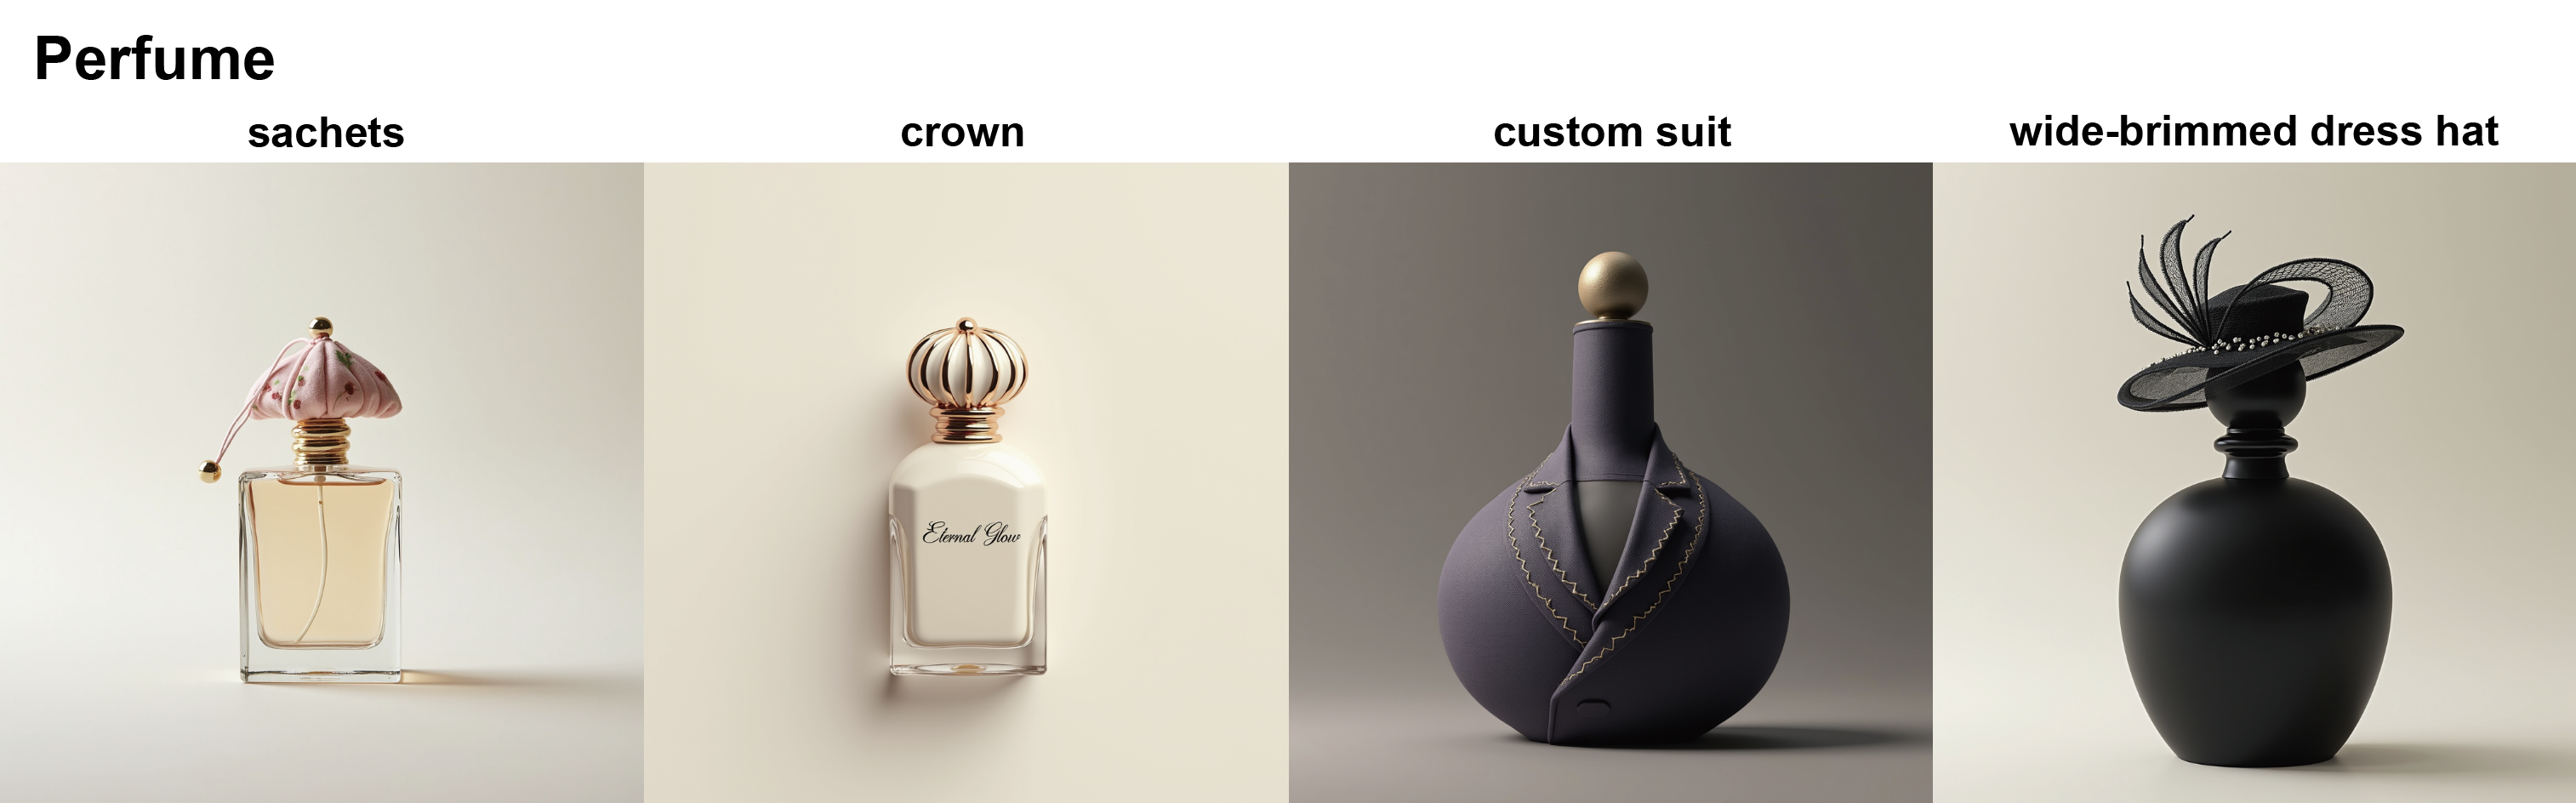 Perfume
sachets
crown
custom suit
wide-brimmed dress hat
Eternal Glow